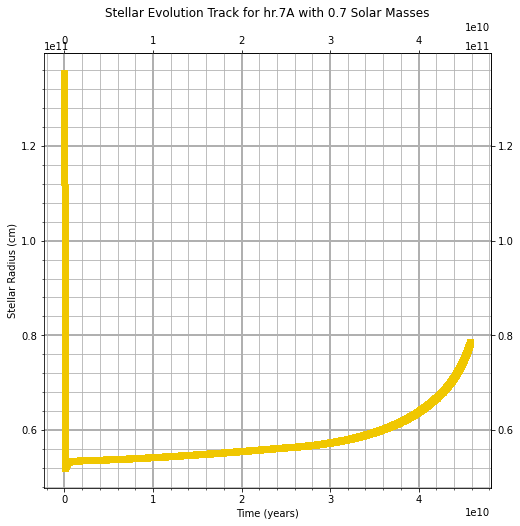 Stellar Evolution Track for hr.7A with 0.7 Solar Masses
1e10
0 1 2 3 4
1e11 1e11
1.2 1.2
1.0 1.0
Stellar Radius (cm)
0.8 0.8
0.6 0.6
0 1 2 3 4
Time (years) 1e10